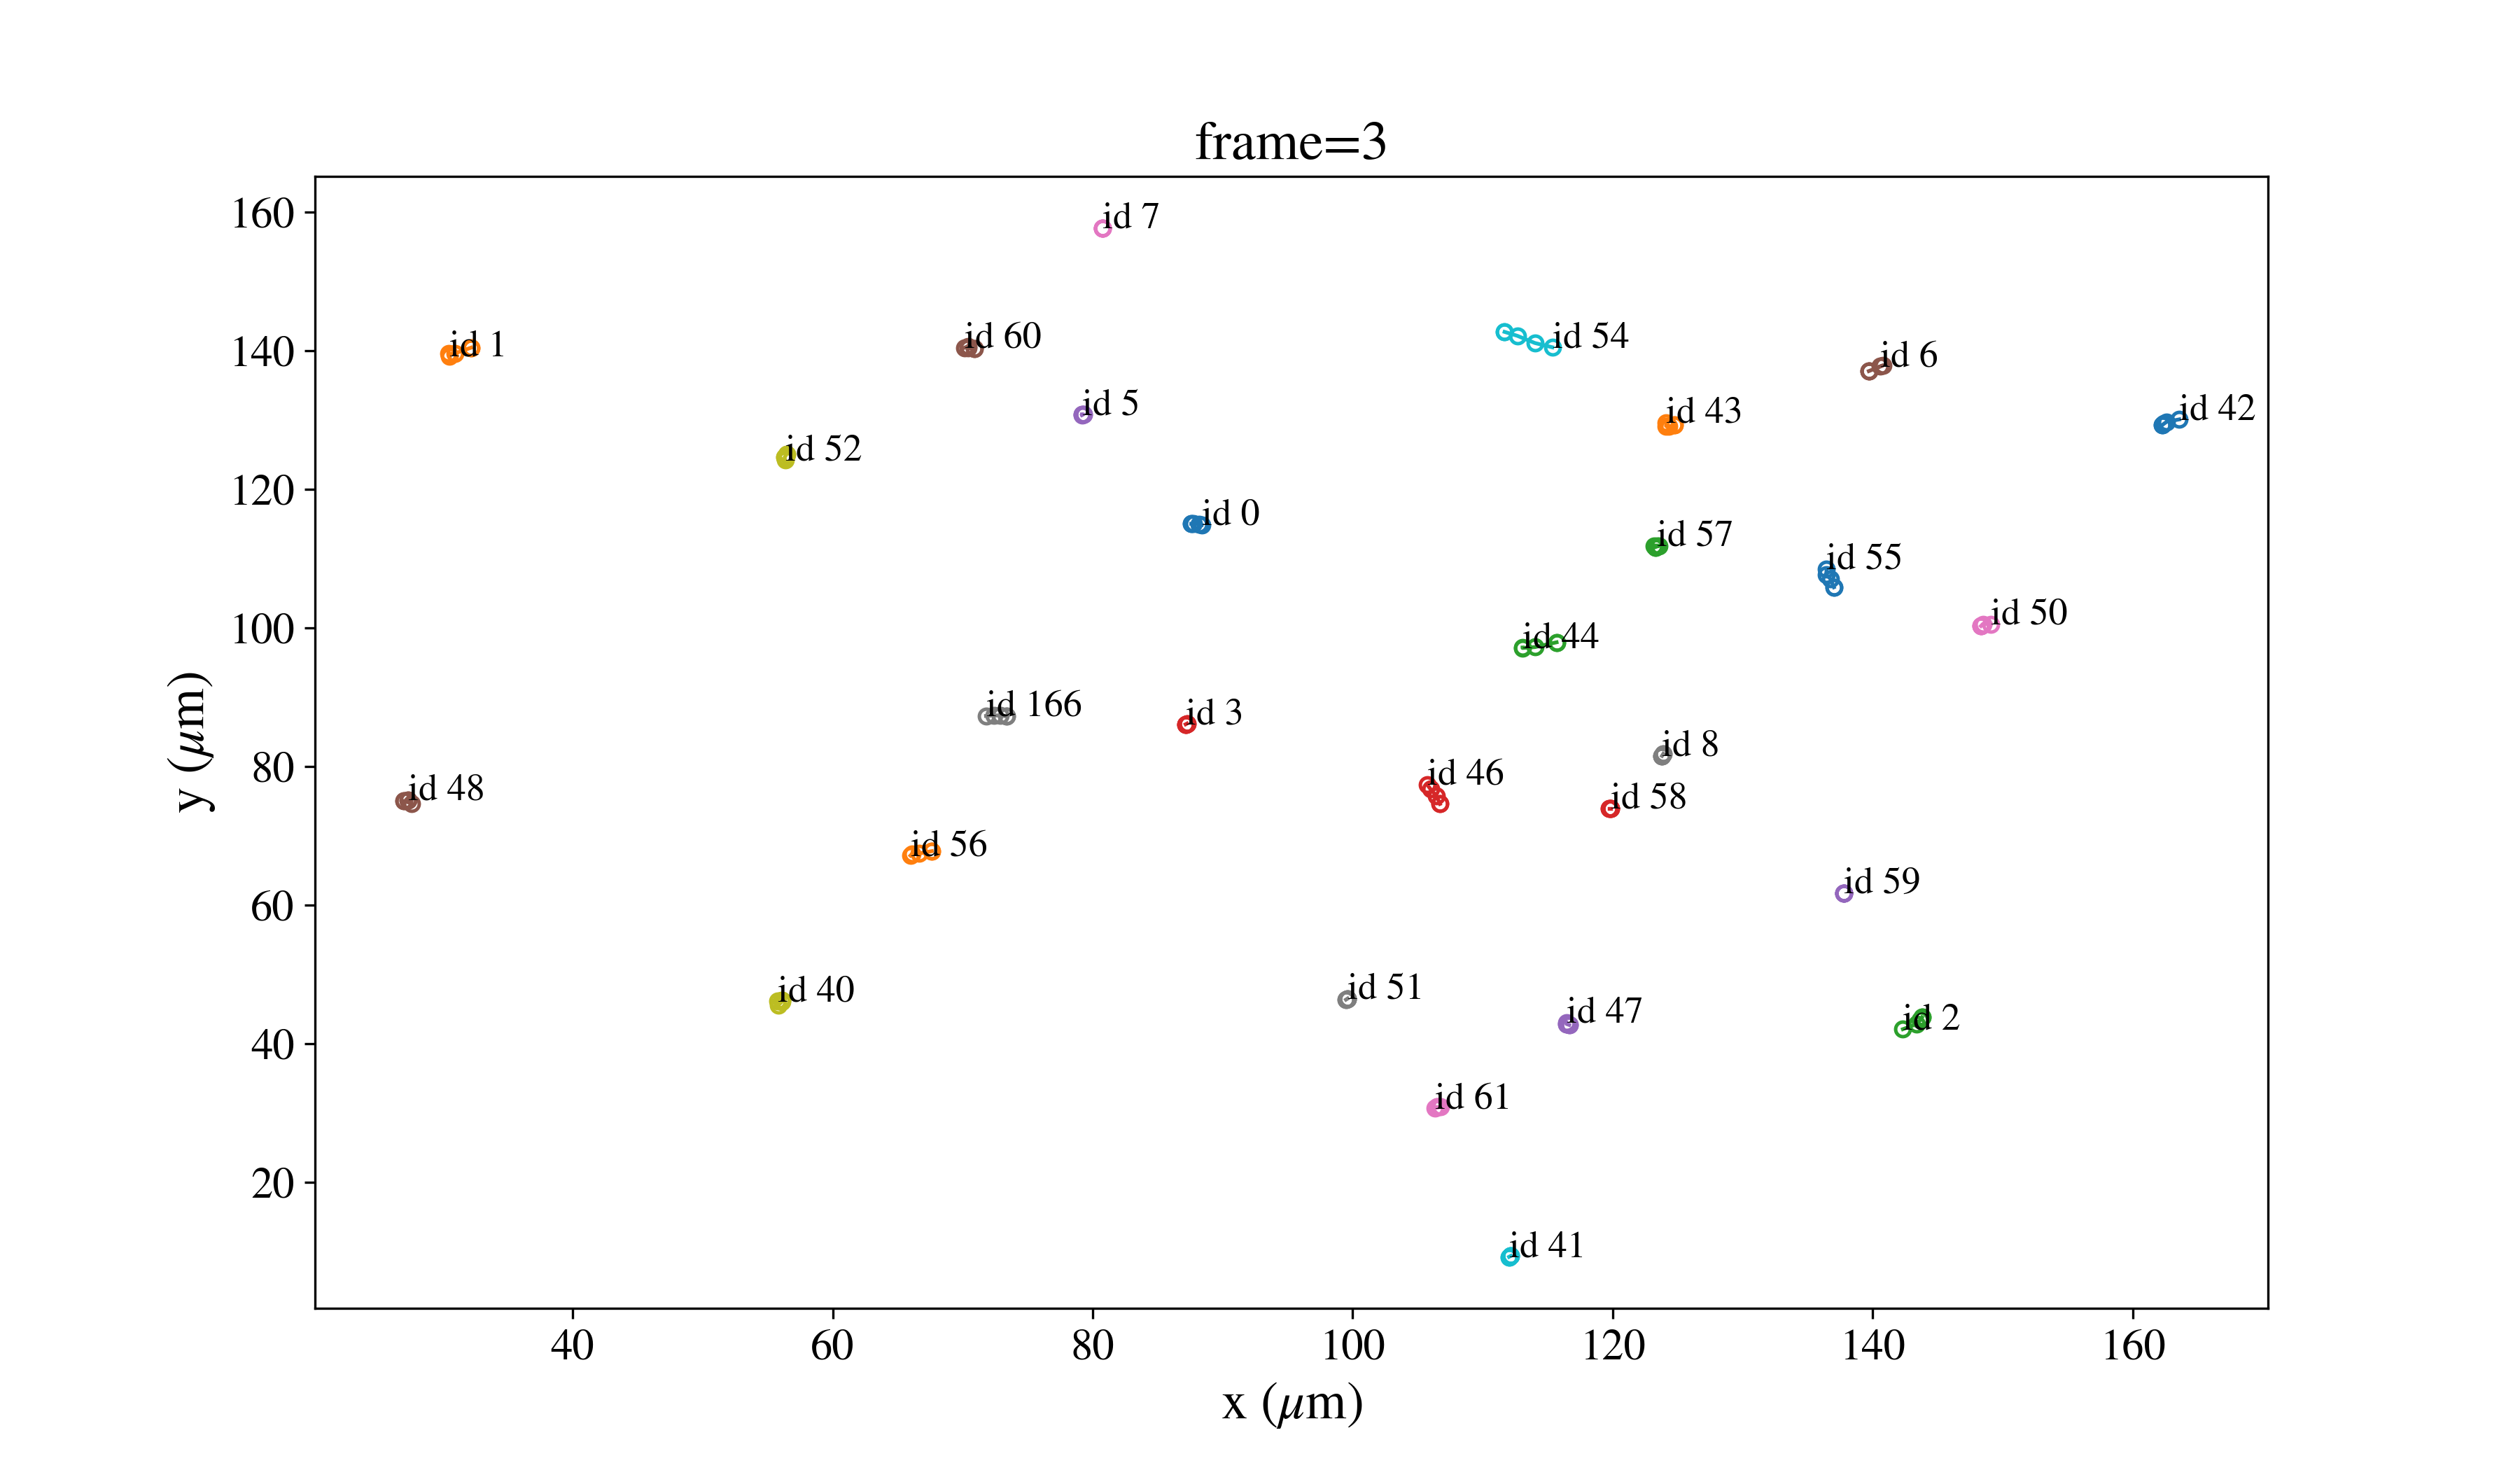 frame=3
160
id 7
140
id 1
id 60
id 54
id 6
id 5
id 43
id 42
id 52
120
id 0
id 57
id 55
id 50
100
id 44
id 166
id 3
80
id 8
id 46
id 48
id 58
id 56
60
id 59
id 40
id 51
id 47
id 2
40
id 61
20
id 41
y (μm)
40
60
80
100
120
140
160
x (μm)